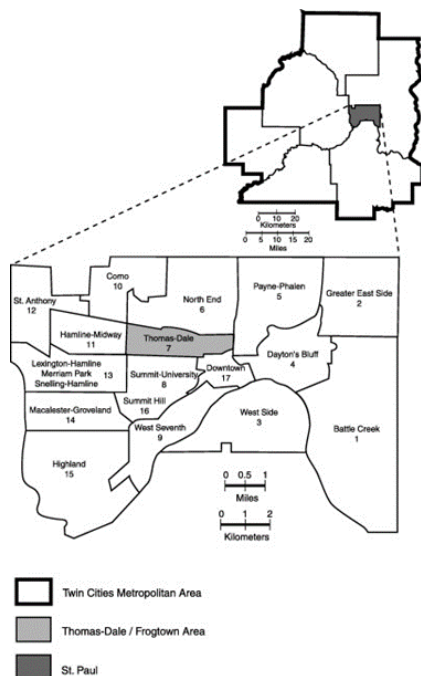 0 10 20
Kilometers
0 5 10 15 20
Miles
Como
10
St. Anthony
12
North End
6
Payne-Phalen
5
Greater East Side
2
Hamline-Midway
11
Thomas-Dale
7
Dayton's Bluff
4
Lexington-Hamline
Merriam Park 13
Snelling-Hamline
Summit-University
8
Downtown
17
Macalester-Groveland
14
Summit Hill
16
West Seventh
9
West Side
3
Battle Creek
1
Highland
15
0 0.5 1
Miles
0 1 2
Kilometers
Twin Cities Metropolitan Area
Thomas-Dale / Frogtown Area
St. Paul